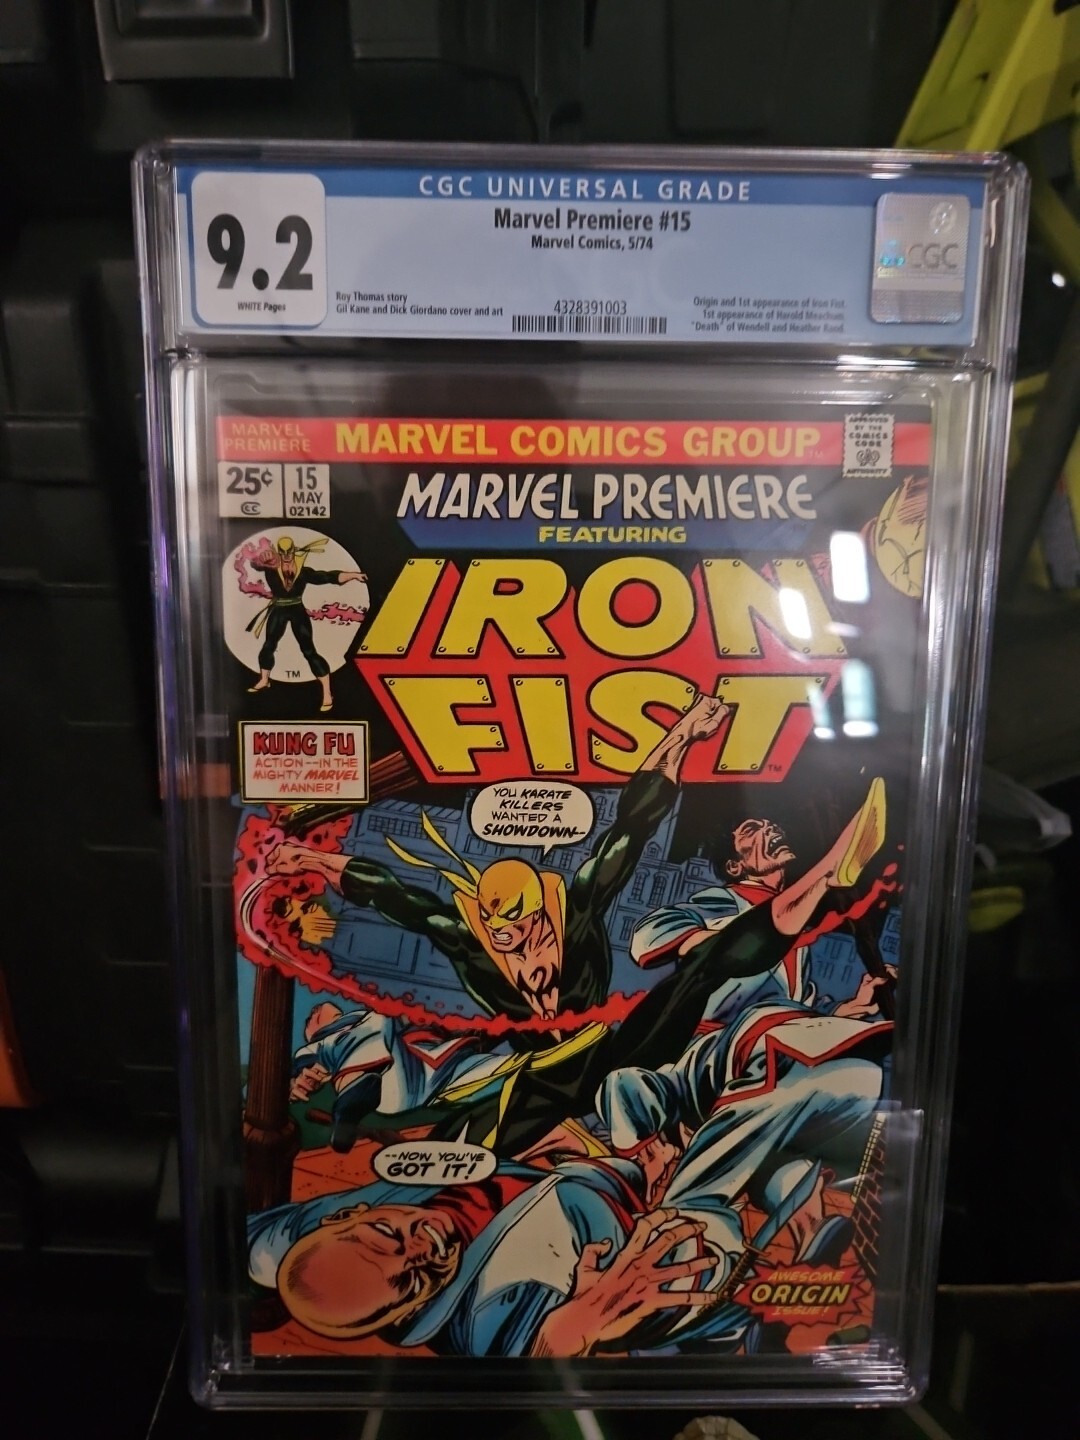 CGC UNIVERSAL GRADE
9.2
WHITE Pages
Marvel Premiere #15
Marvel Comics, 5/74
Roy Thomas story
Gil Kane and Dick Giordano cover and art
4328391003
Origin and 1st appearance of Iron Fist.
1st appearance of Harold Meachum.
"Death" of Wendell and Heather Rand.
CGC
MARVEL
PREMIERE
MARVEL COMICS GROUP™
APPROVED
BY THE
COMICS
CODE
AUTHORITY
25¢
CC
15
MAY
02142
MARVEL PREMIERE
FEATURING
IRON
FIST
TM
TM
KUNG FU
ACTION--IN THE
MIGHTY MARVEL
MANNER!
YOU KARATE
KILLERS
WANTED A
SHOWDOWN--
--NOW YOU'VE
GOT IT!
AWESOME
ORIGIN
ISSUE!